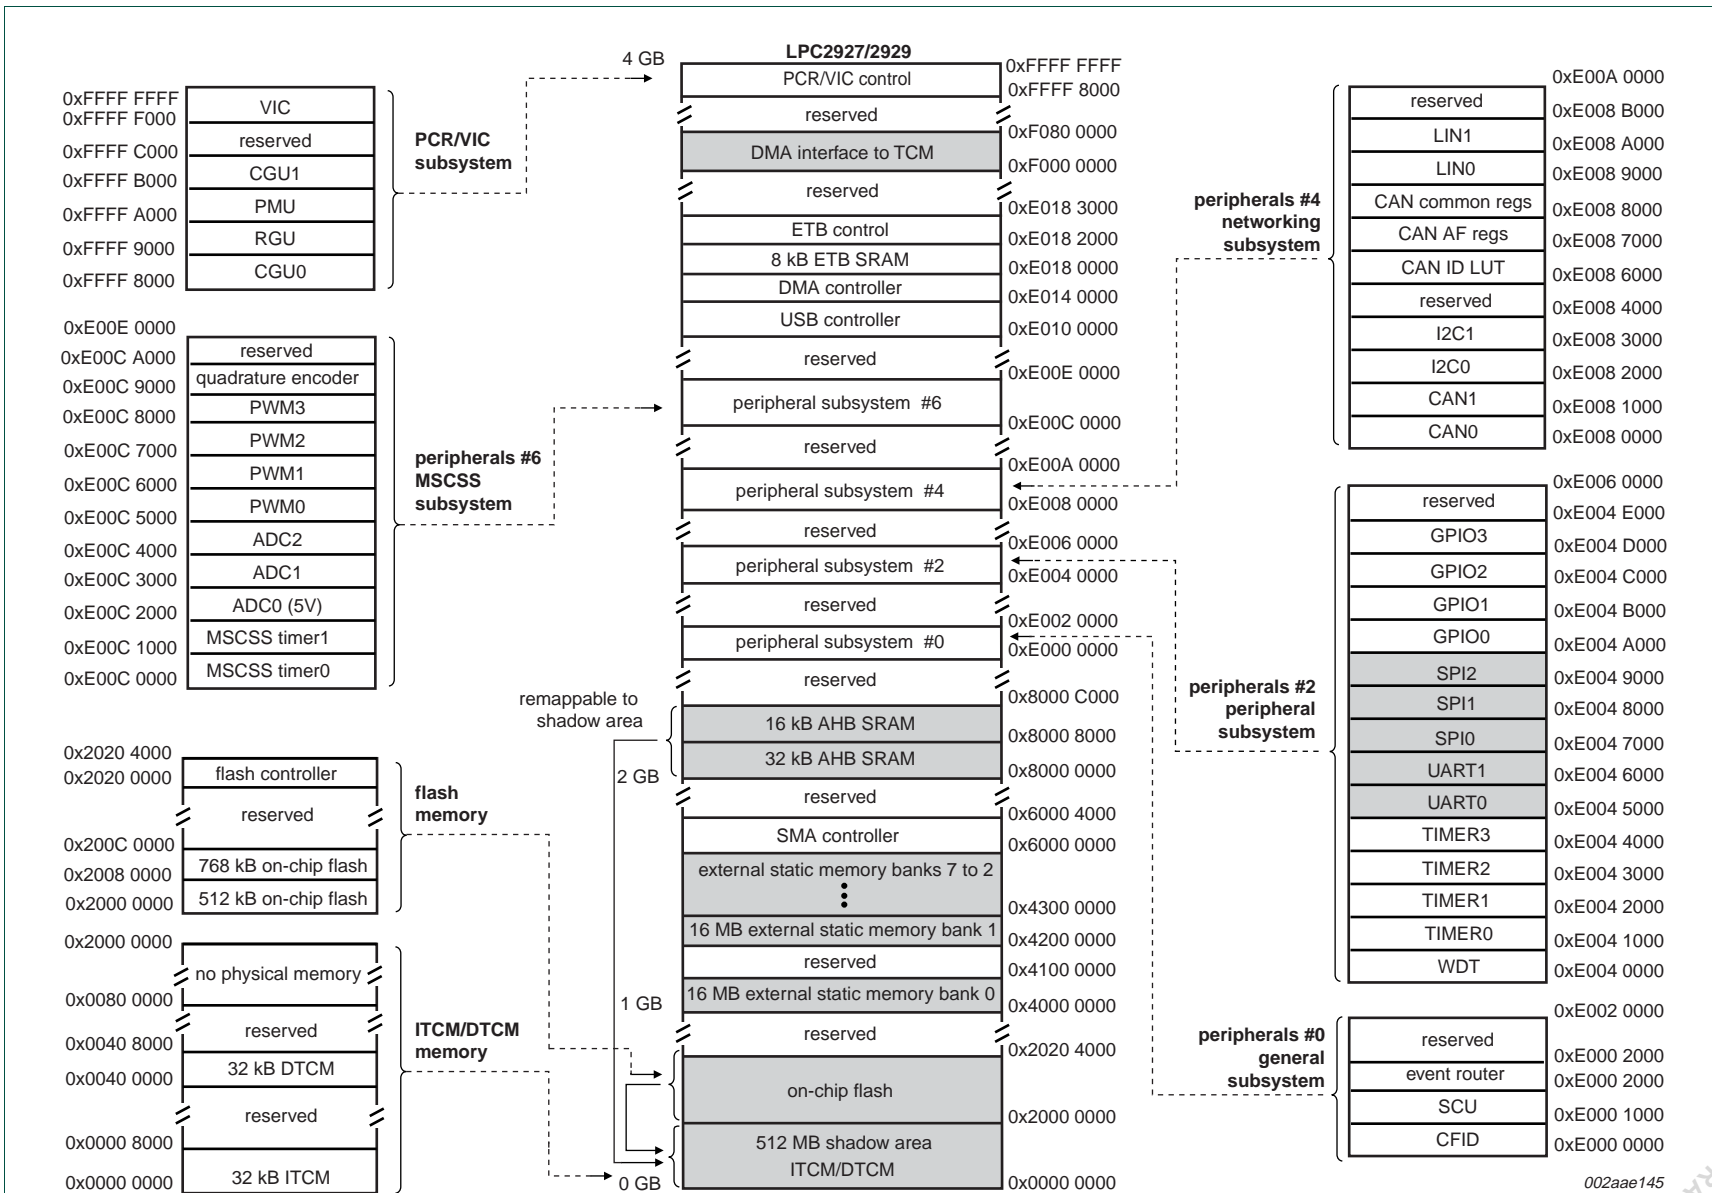 LPC2927/2929
4 GB
0xFFFF FFFF
PCR/VIC control
0xFFFF 8000
reserved
0xF080 0000
DMA interface to TCM
0xF000 0000
reserved
0xE018 3000
ETB control
0xE018 2000
8 kB ETB SRAM
0xE018 0000
DMA controller
0xE014 0000
USB controller
0xE010 0000
reserved
0xE00E 0000
peripheral subsystem #6
0xE00C 0000
reserved
0xE00A 0000
peripheral subsystem #4
0xE008 0000
reserved
0xE006 0000
peripheral subsystem #2
0xE004 0000
reserved
0xE002 0000
peripheral subsystem #0
0xE000 0000
reserved
0x8000 C000
remappable to
shadow area
16 kB AHB SRAM
0x8000 8000
32 kB AHB SRAM
0x8000 0000
2 GB
reserved
0x6000 4000
SMA controller
0x6000 0000
external static memory banks 7 to 2
0x4300 0000
16 MB external static memory bank 1
0x4200 0000
reserved
0x4100 0000
16 MB external static memory bank 0
0x4000 0000
1 GB
reserved
0x2020 4000
on-chip flash
0x2000 0000
512 MB shadow area
ITCM/DTCM
0x0000 0000
0 GB
0xFFFF FFFF
VIC
0xFFFF F000
reserved
0xFFFF C000
CGU1
0xFFFF B000
PMU
0xFFFF A000
RGU
0xFFFF 9000
CGU0
0xFFFF 8000
PCR/VIC
subsystem
0xE00E 0000
reserved
0xE00C A000
quadrature encoder
0xE00C 9000
PWM3
0xE00C 8000
PWM2
0xE00C 7000
PWM1
0xE00C 6000
PWM0
0xE00C 5000
ADC2
0xE00C 4000
ADC1
0xE00C 3000
ADC0 (5V)
0xE00C 2000
MSCSS timer1
0xE00C 1000
MSCSS timer0
0xE00C 0000
peripherals #6
MSCSS
subsystem
0x2020 4000
flash controller
0x2020 0000
reserved
0x200C 0000
768 kB on-chip flash
0x2008 0000
512 kB on-chip flash
0x2000 0000
flash
memory
0x2000 0000
no physical memory
0x0080 0000
reserved
0x0040 8000
32 kB DTCM
0x0040 0000
reserved
0x0000 8000
32 kB ITCM
0x0000 0000
ITCM/DTCM
memory
0xE00A 0000
reserved
0xE008 B000
LIN1
0xE008 A000
LIN0
0xE008 9000
CAN common regs
0xE008 8000
CAN AF regs
0xE008 7000
CAN ID LUT
0xE008 6000
reserved
0xE008 4000
I2C1
0xE008 3000
I2C0
0xE008 2000
CAN1
0xE008 1000
CAN0
0xE008 0000
peripherals #4
networking
subsystem
0xE006 0000
reserved
0xE004 E000
GPIO3
0xE004 D000
GPIO2
0xE004 C000
GPIO1
0xE004 B000
GPIO0
0xE004 A000
SPI2
0xE004 9000
SPI1
0xE004 8000
SPI0
0xE004 7000
UART1
0xE004 6000
UART0
0xE004 5000
TIMER3
0xE004 4000
TIMER2
0xE004 3000
TIMER1
0xE004 2000
TIMER0
0xE004 1000
WDT
0xE004 0000
peripherals #2
peripheral
subsystem
0xE002 0000
reserved
0xE000 2000
event router
0xE000 2000
SCU
0xE000 1000
CFID
0xE000 0000
peripherals #0
general
subsystem
002aae145